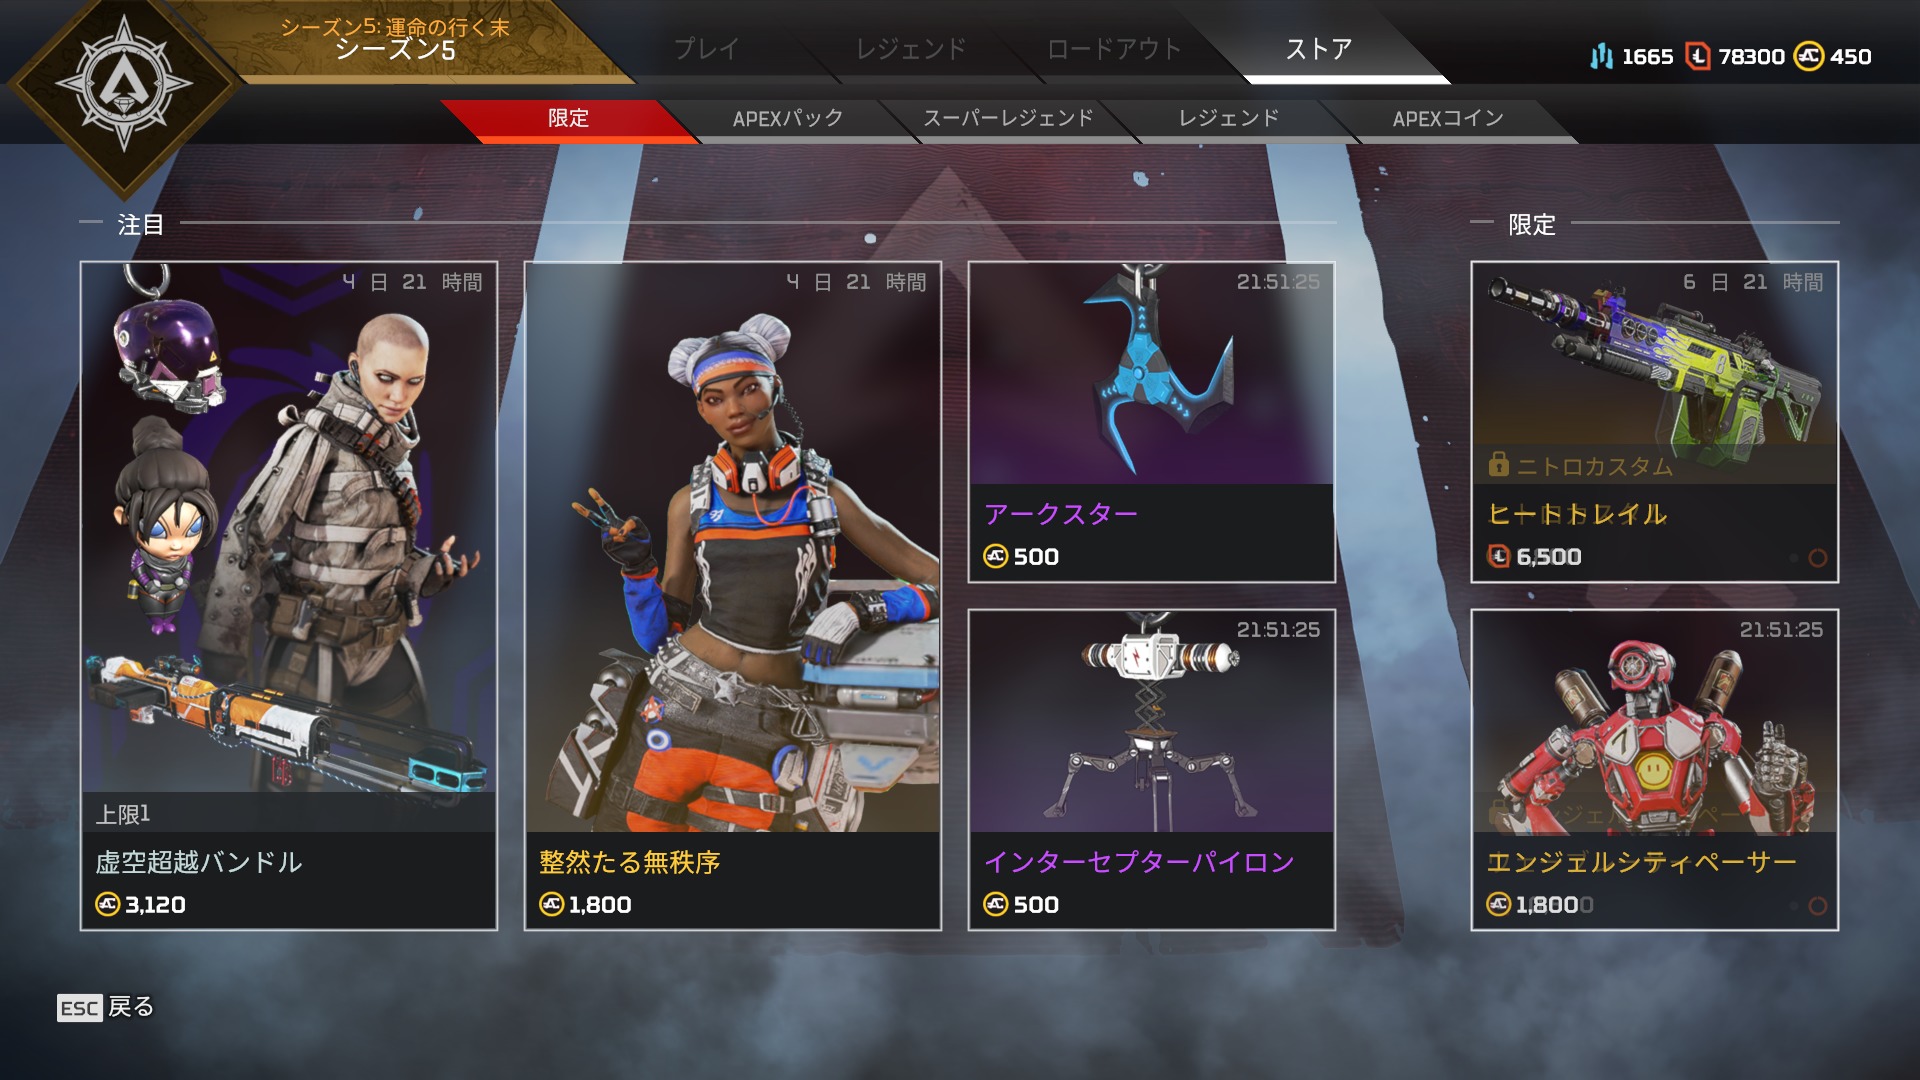 シーズン5: 運命の行く末
シーズン5
プレイ
レジェンド
ロードアウト
ストア
1665
78300
450
限定
APEXパック
スーパーレジェンド
レジェンド
APEXコイン
注目
限定
4 日 21 時間
上限1
虚空超越バンドル
3,120
4 日 21 時間
整然たる無秩序
1,800
21:51:25
アークスター
500
21:51:25
インターセプターパイロン
500
6 日 21 時間
ニトロカスタム
ヒートトレイル
6,500
21:51:25
エンジェルシティペーサー
1,800
ESC 戻る